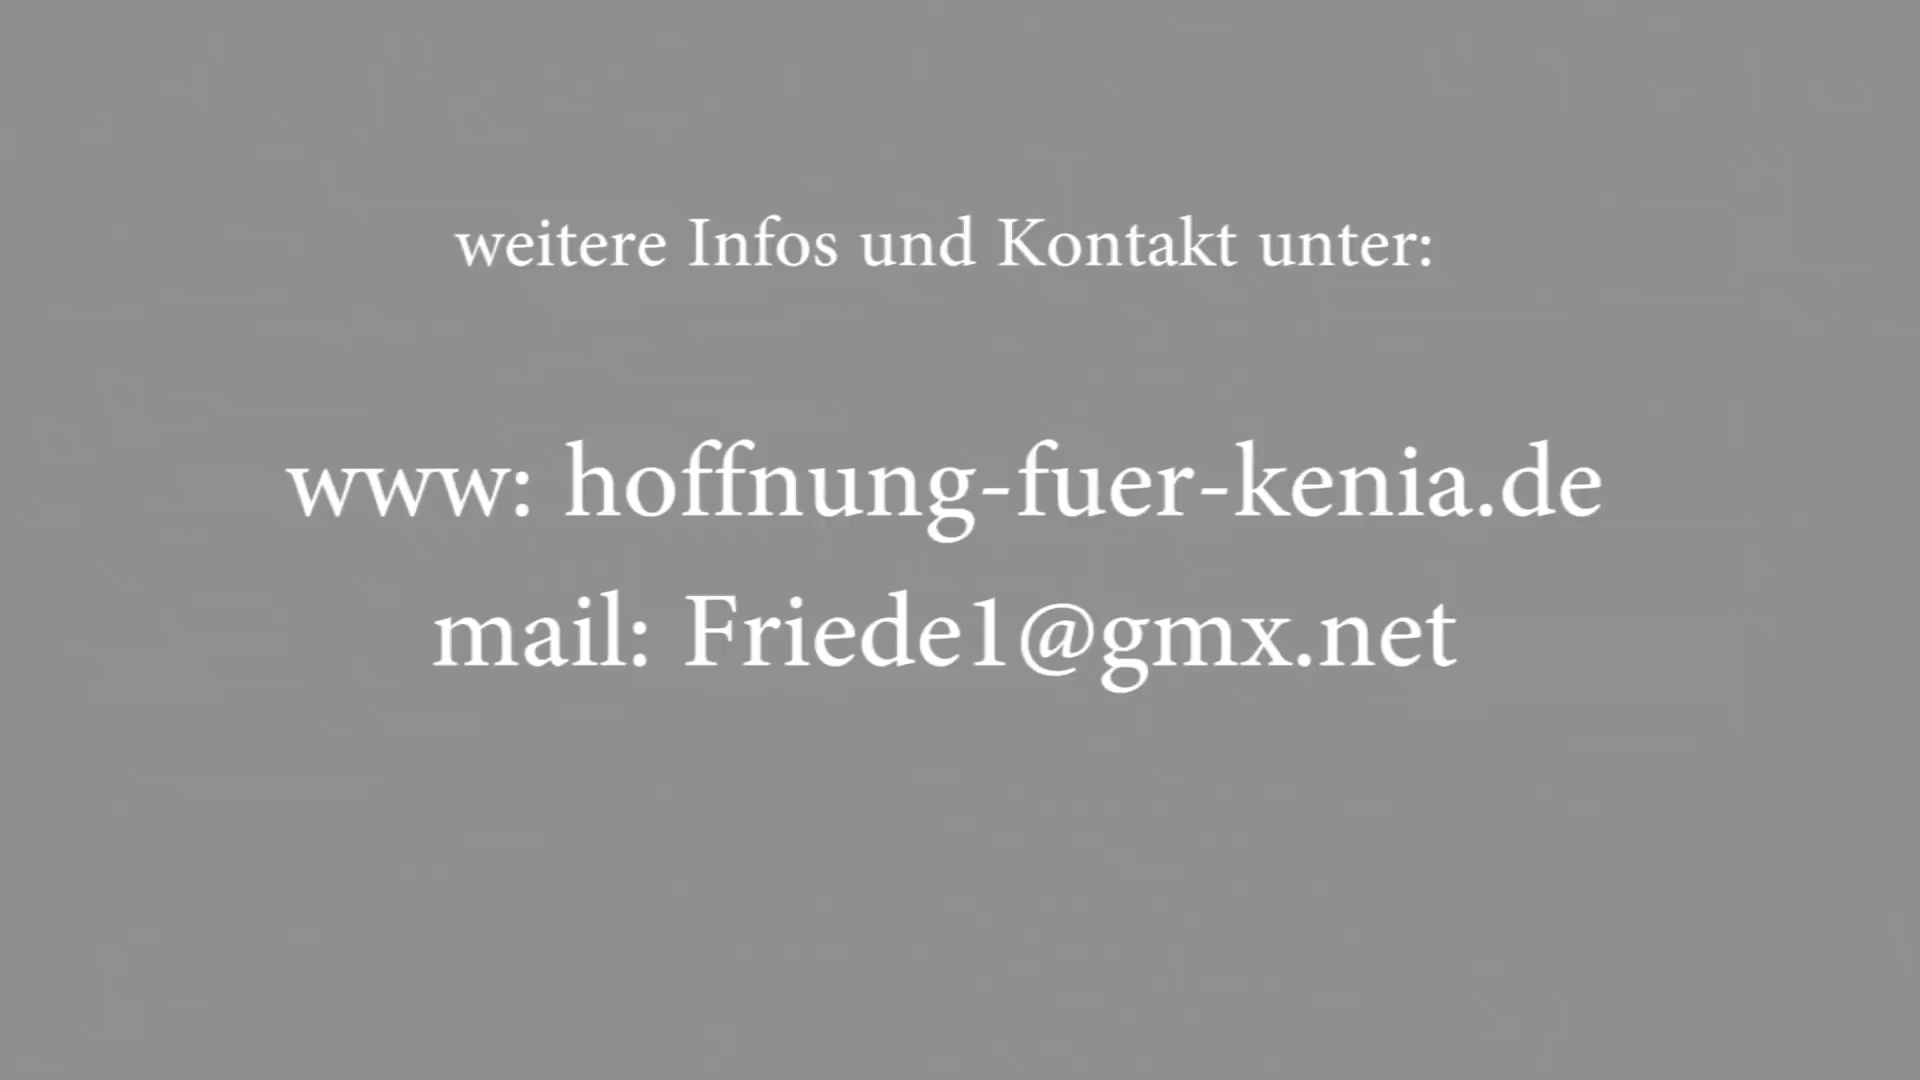 weitere Infos und Kontakt unter:
www: hoffnung-fuer-kenia.de
mail: Friede1@gmx.net